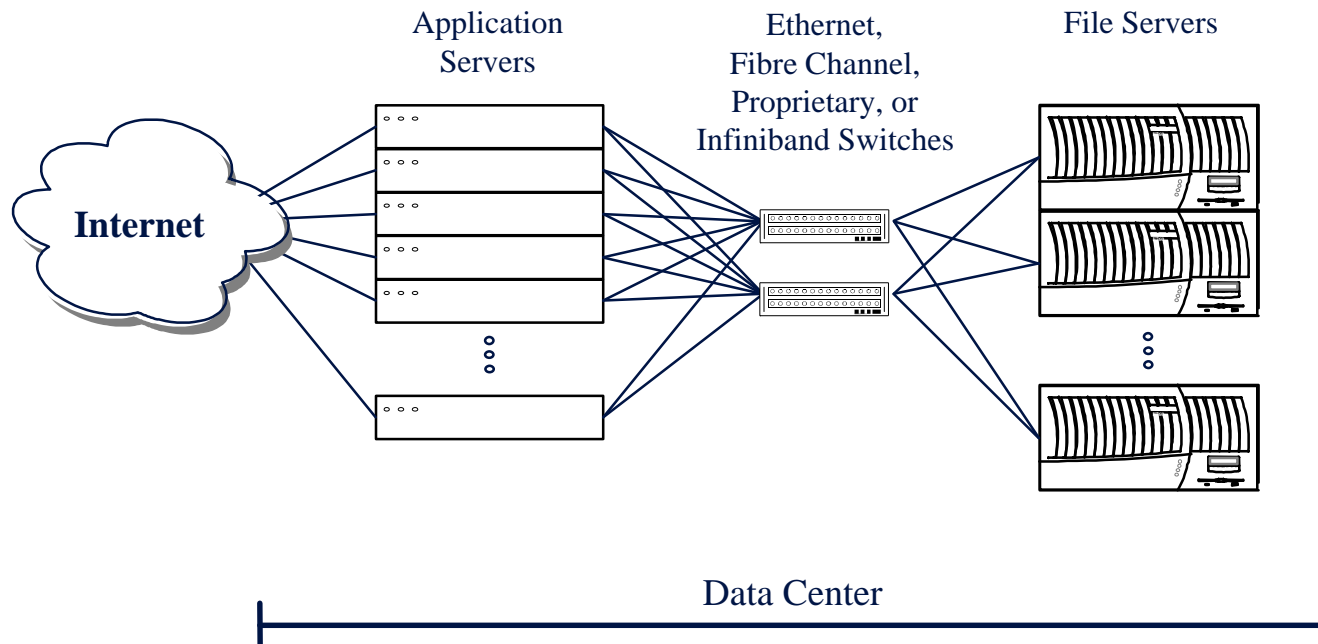 Application
Servers
Ethernet,
Fibre Channel,
Proprietary, or
Infiniband Switches
File Servers
Internet
Data Center